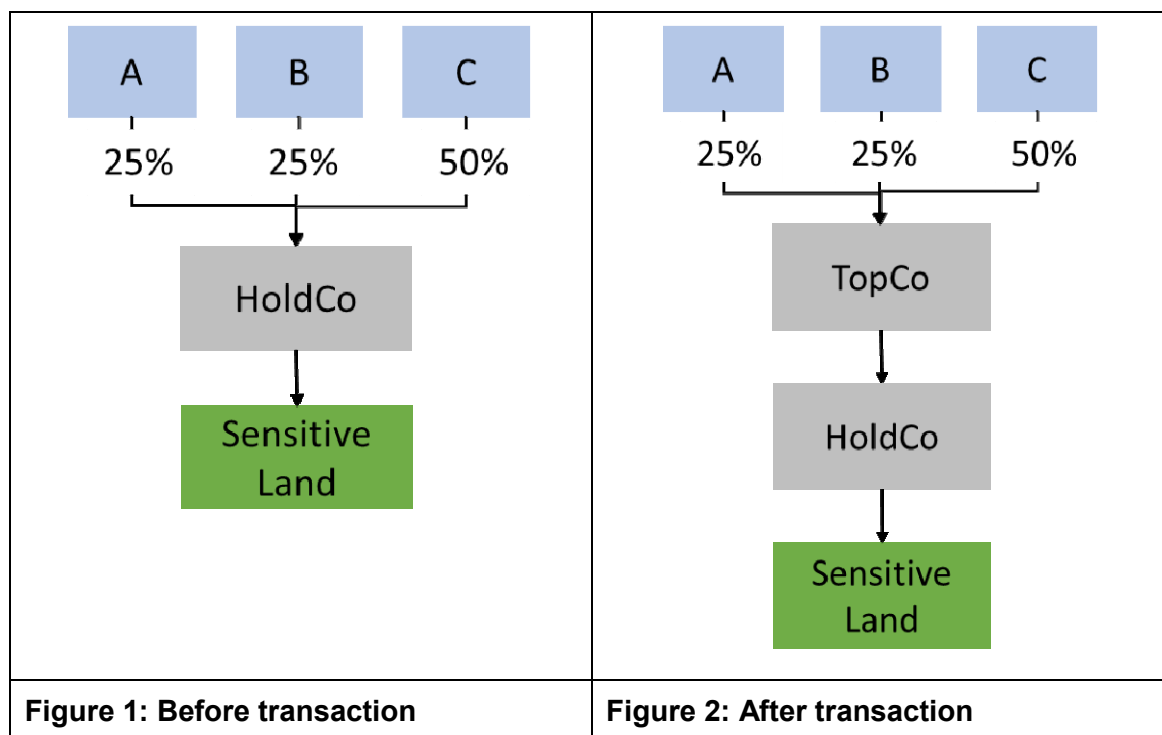 A B C
25% 25% 50%
HoldCo
Sensitive
Land
Figure 1: Before transaction
A B C
25% 25% 50%
TopCo
HoldCo
Sensitive
Land
Figure 2: After transaction